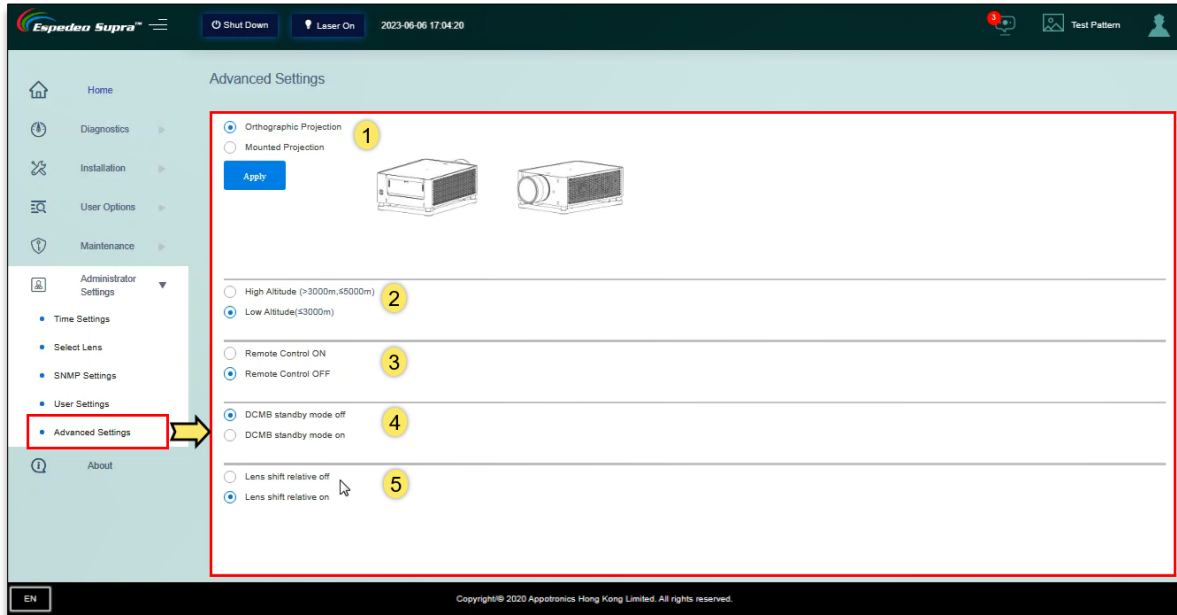 Espedeo Supra™
Shut Down
Laser On
2023-06-06 17:04:20
3
Test Pattern
Home
Diagnostics
Installation
User Options
Maintenance
Administrator
Settings
Time Settings
Select Lens
SNMP Settings
User Settings
Advanced Settings
About
Advanced Settings
Orthographic Projection
1
Mounted Projection
Apply
High Altitude (>3000m,≤5000m)
2
Low Altitude(≤3000m)
Remote Control ON
3
Remote Control OFF
DCMB standby mode off
4
DCMB standby mode on
Lens shift relative off
5
Lens shift relative on
EN
Copyright/© 2020 Appotronics Hong Kong Limited. All rights reserved.